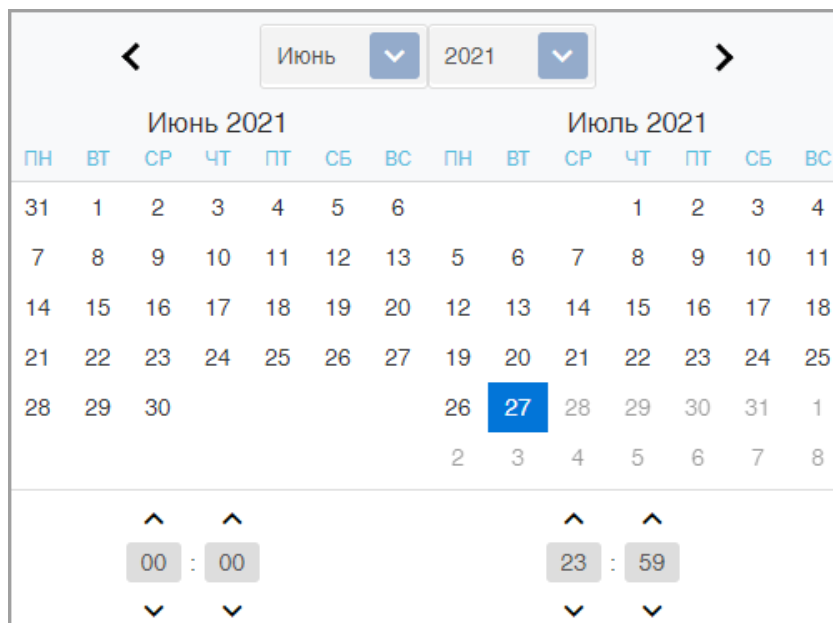 Июнь 2021
Июнь 2021 Июль 2021
ПН ВТ СР ЧТ ПТ СБ ВС ПН ВТ СР ЧТ ПТ СБ ВС
31 1 2 3 4 5 6 1 2 3 4
7 8 9 10 11 12 13 5 6 7 8 9 10 11
14 15 16 17 18 19 20 12 13 14 15 16 17 18
21 22 23 24 25 26 27 19 20 21 22 23 24 25
28 29 30 26 27 28 29 30 31 1
2 3 4 5 6 7 8
00 : 00 23 : 59